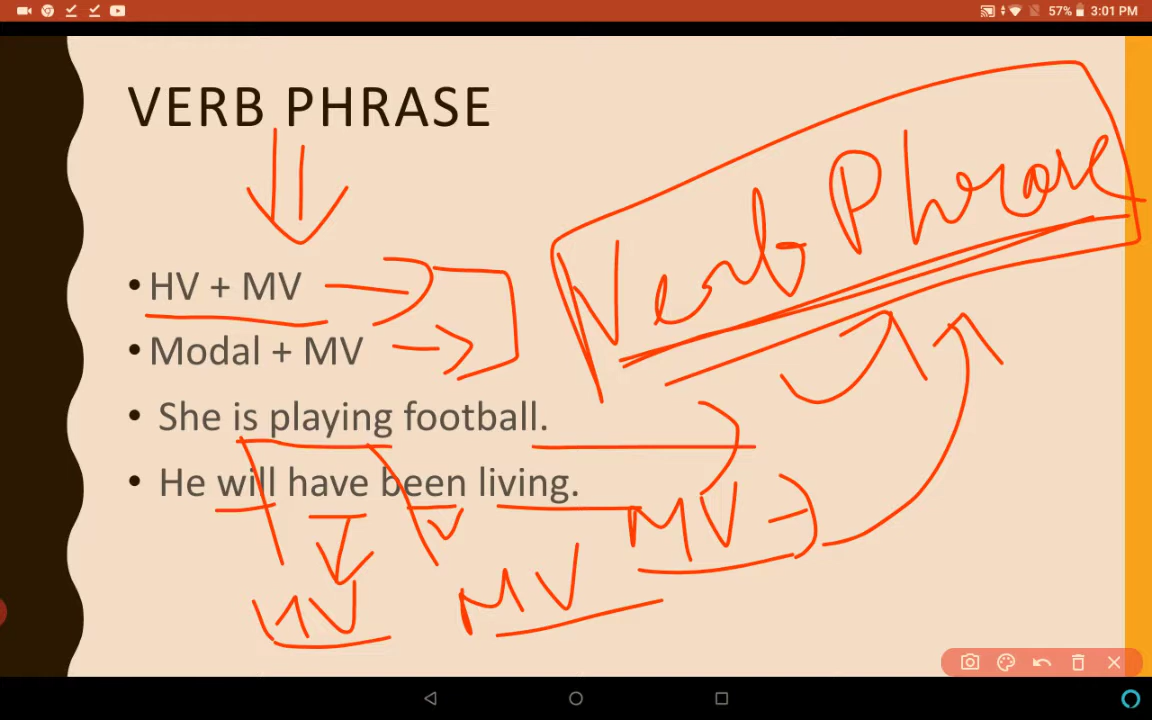 57% 3:01 PM
VERB PHRASE
Verb Phrase
• HV + MV
• Modal + MV
• She is playing football.
• He will have been living.
MV
HV MV